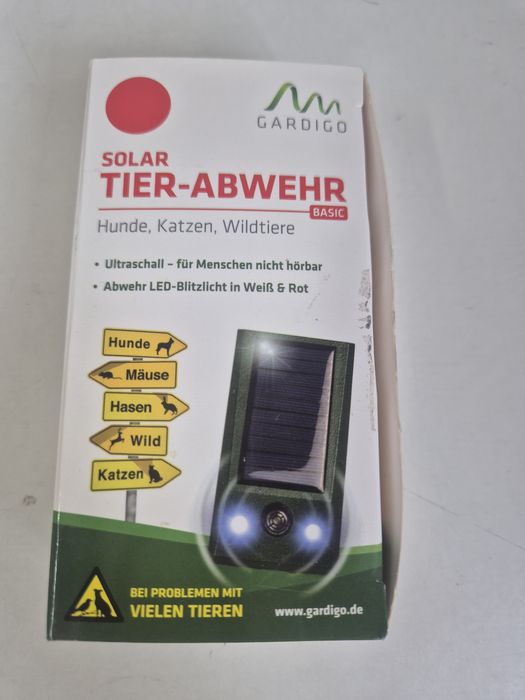 GARDIGO
SOLAR
TIER-ABWEHR
BASIC
Hunde, Katzen, Wildtiere
• Ultraschall – für Menschen nicht hörbar
• Abwehr LED-Blitzlicht in Weiß & Rot
Hunde
Mäuse
Hasen
Wild
Katzen
BEI PROBLEMEN MIT
VIELEN TIEREN
www.gardigo.de